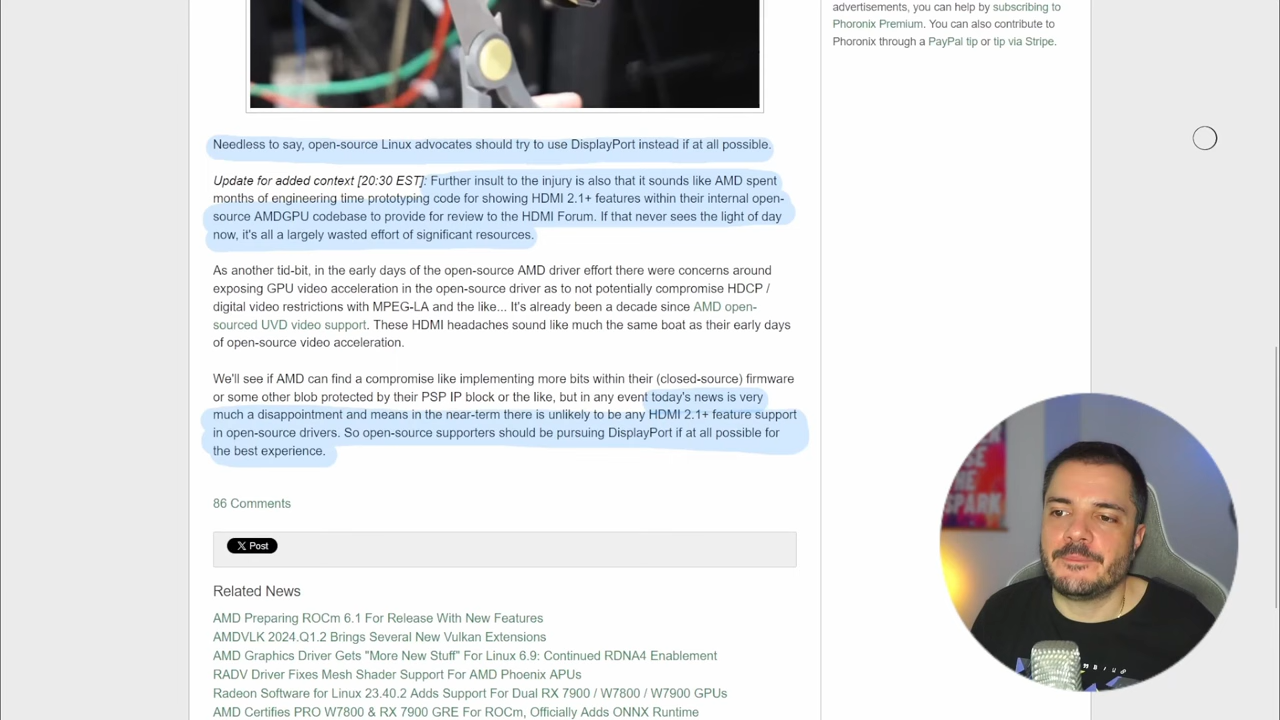 advertisements, you can help by subscribing to
Phoronix Premium. You can also contribute to
Phoronix through a PayPal tip or tip via Stripe.
Needless to say, open-source Linux advocates should try to use DisplayPort instead if at all possible.
Update for added context [20:30 EST]: Further insult to the injury is also that it sounds like AMD spent
months of engineering time prototyping code for showing HDMI 2.1+ features within their internal open-
source AMDGPU codebase to provide for review to the HDMI Forum. If that never sees the light of day
now, it's all a largely wasted effort of significant resources.
As another tid-bit, in the early days of the open-source AMD driver effort there were concerns around
exposing GPU video acceleration in the open-source driver as to not potentially compromise HDCP /
digital video restrictions with MPEG-LA and the like... It's already been a decade since AMD open-
sourced UVD video support. These HDMI headaches sound like much the same boat as their early days
of open-source video acceleration.
We'll see if AMD can find a compromise like implementing more bits within their (closed-source) firmware
or some other blob protected by their PSP IP block or the like, but in any event today's news is very
much a disappointment and means in the near-term there is unlikely to be any HDMI 2.1+ feature support
in open-source drivers. So open-source supporters should be pursuing DisplayPort if at all possible for
the best experience.
86 Comments
X Post
Related News
AMD Preparing ROCm 6.1 For Release With New Features
AMDVLK 2024.Q1.2 Brings Several New Vulkan Extensions
AMD Graphics Driver Gets "More New Stuff" For Linux 6.9: Continued RDNA4 Enablement
RADV Driver Fixes Mesh Shader Support For AMD Phoenix APUs
Radeon Software for Linux 23.40.2 Adds Support For Dual RX 7900 / W7800 / W7900 GPUs
AMD Certifies PRO W7800 & RX 7900 GRE For ROCm, Officially Adds ONNX Runtime
SPARK